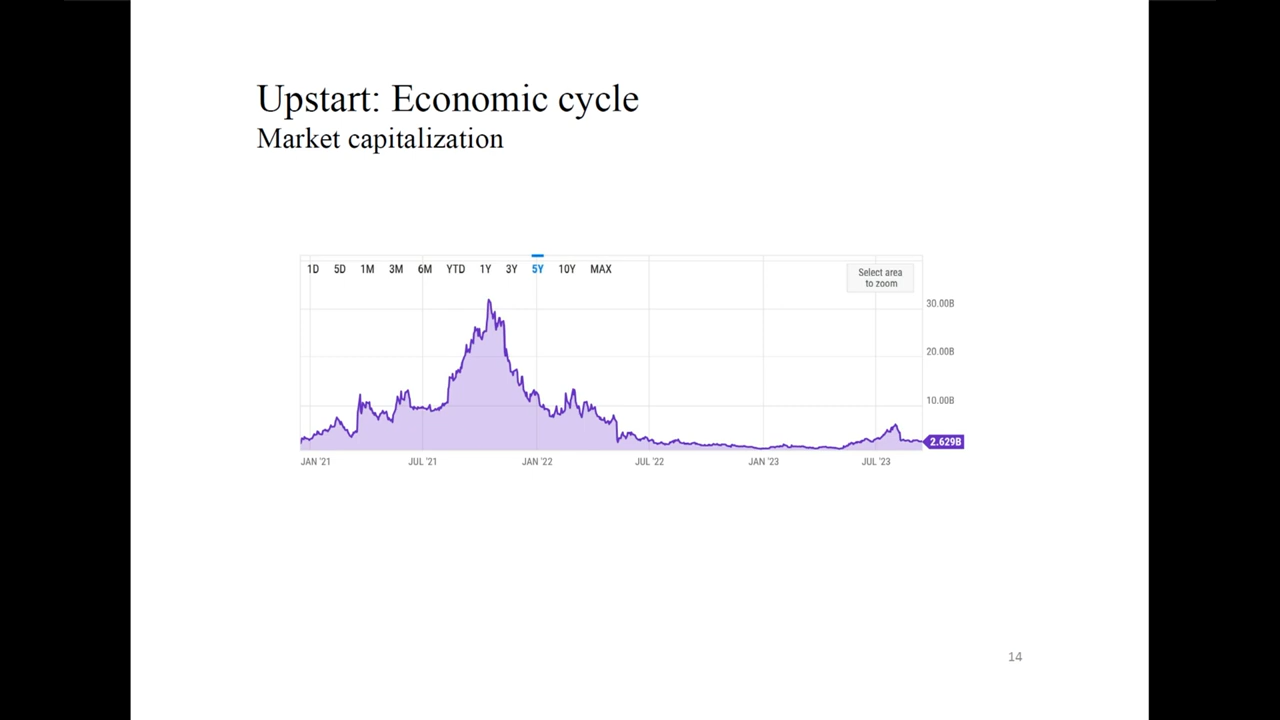 Upstart: Economic cycle
Market capitalization
1D 5D 1M 3M 6M YTD 1Y 3Y 5Y 10Y MAX
Select area
to zoom
30.00B
20.00B
10.00B
2.629B
JAN '21 JUL '21 JAN '22 JUL '22 JAN '23 JUL '23
14